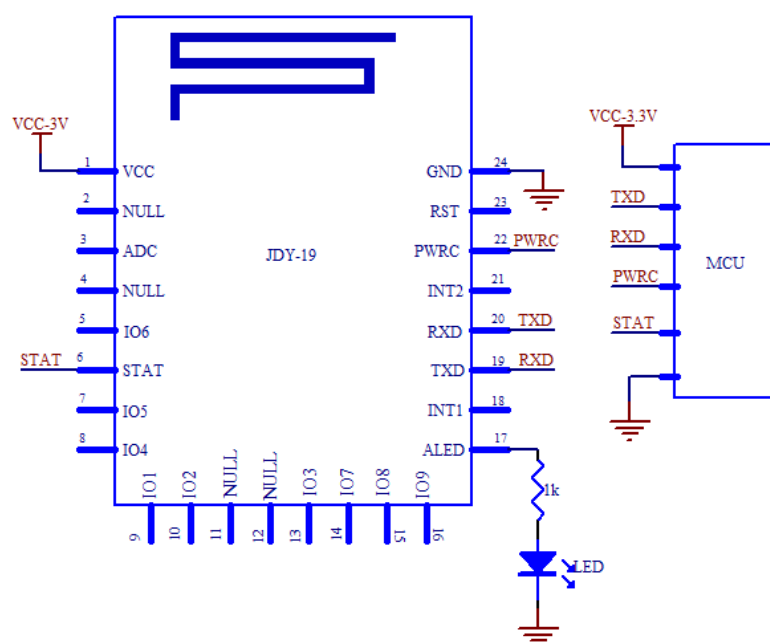 VCC-3V
1 VCC
2 NULL
3 ADC
4 NULL
5 IO6
STAT 6 STAT
7 IO5
8 IO4
JDY-19
GND 24
RST 23
PWRC 22 PWRC
INT2 21
RXD 20 TXD
TXD 19 RXD
INT1 18
ALED 17
IO1 9
IO2 10
NULL 11
NULL 12
IO3 13
IO7 14
IO8 15
IO9 16
1k
LED
VCC-3.3V
TXD
RXD
PWRC
STAT
MCU